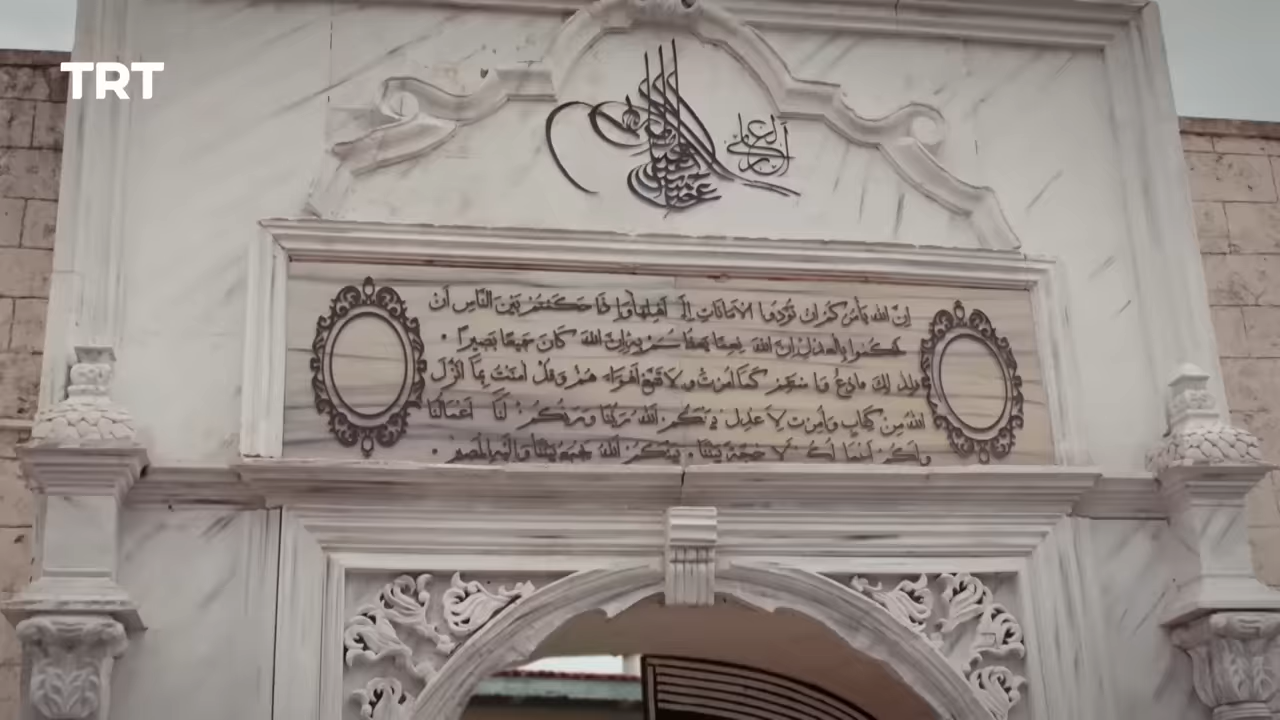 TRT
إن الله يأمركم أن تؤدوا الأمانات إلى أهلها وإذا حكمتم بين الناس أن
تحكموا بالعدل إن الله نعما يعظكم به إن الله كان سميعا بصيرا
فلذلك فادع واستقم كما أمرت ولا تتبع أهواءهم وقل آمنت بما أنزل
الله من كتاب وأمرت لأعدل بينكم الله ربنا وربكم لنا أعمالنا
ولكم أعمالكم لا حجة بيننا وبينكم الله يجمع بيننا وإليه المصير